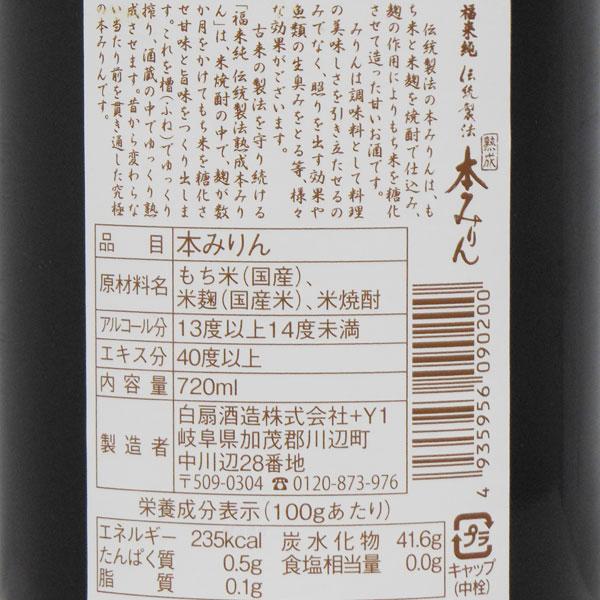 福来純 伝統製法
熟成
本みりん
伝統製法の本みりんは、も
ち米と米麹を焼酎で仕込み、
麹の作用によりもち米を糖化
させて造った甘いお酒です。
みりんは調味料として料理
の美味しさを引き立たせるの
みでなく、照りを出す効果や
魚類の生臭みをとる等、様々
な効果がございます。
古来の製法を守り続ける
「福来純 伝統製法熟成本みり
ん」は、米焼酎の中で、麹が数
か月をかけてもち米を糖化さ
せ甘味と旨味をつくり出しま
す。これを槽(ふね)でゆっくり
搾り、酒蔵の中でゆっくり熟
成させます。昔から変わらな
い当たり前を貫き通した究極
の本みりんです。
品目 本みりん
原材料名 もち米(国産)、
米麹(国産米)、米焼酎
アルコール分 13度以上14度未満
エキス分 40度以上
内容量 720ml
製造者 白扇酒造株式会社+Y1
岐阜県加茂郡川辺町
中川辺28番地
〒509-0304 ☎0120-873-976
栄養成分表示(100gあたり)
エネルギー 235kcal 炭水化物 41.6g
たんぱく質 0.5g 食塩相当量 0.0g
脂質 0.1g
4 935956 090200
プラ
キャップ
(中栓)